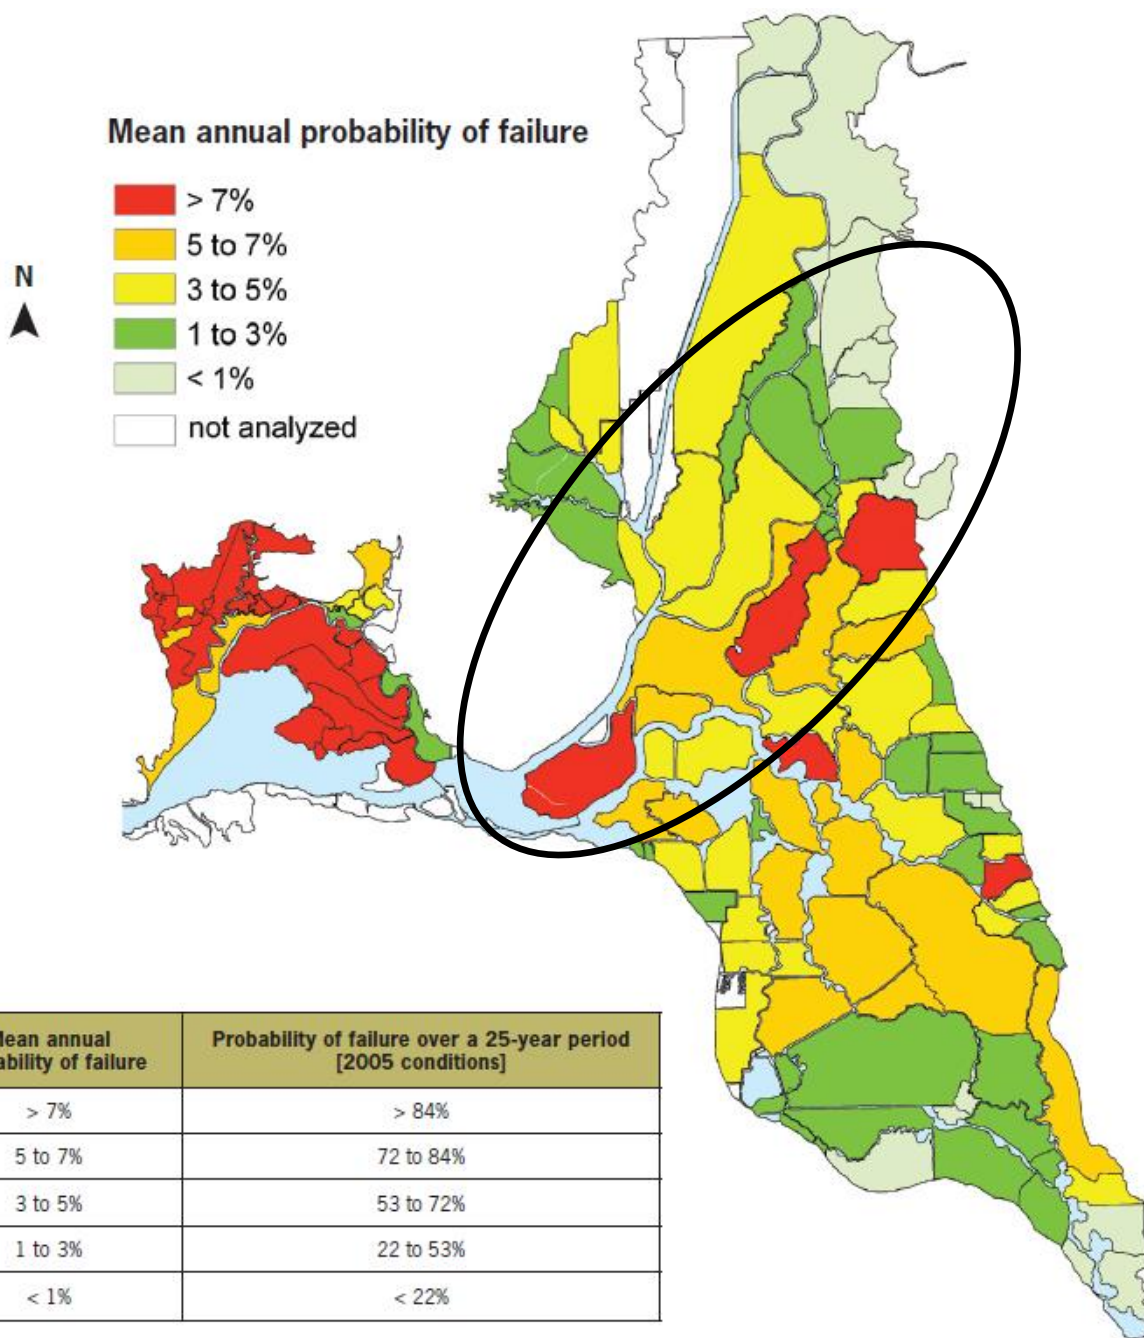 Mean annual probability of failure
> 7%
5 to 7%
N
3 to 5%
1 to 3%
< 1%
not analyzed
Mean annual
ability of failure
Probability of failure over a 25-year period
[2005 conditions]
> 7%
> 84%
5 to 7%
72 to 84%
3 to 5%
53 to 72%
1 to 3%
22 to 53%
< 1%
< 22%